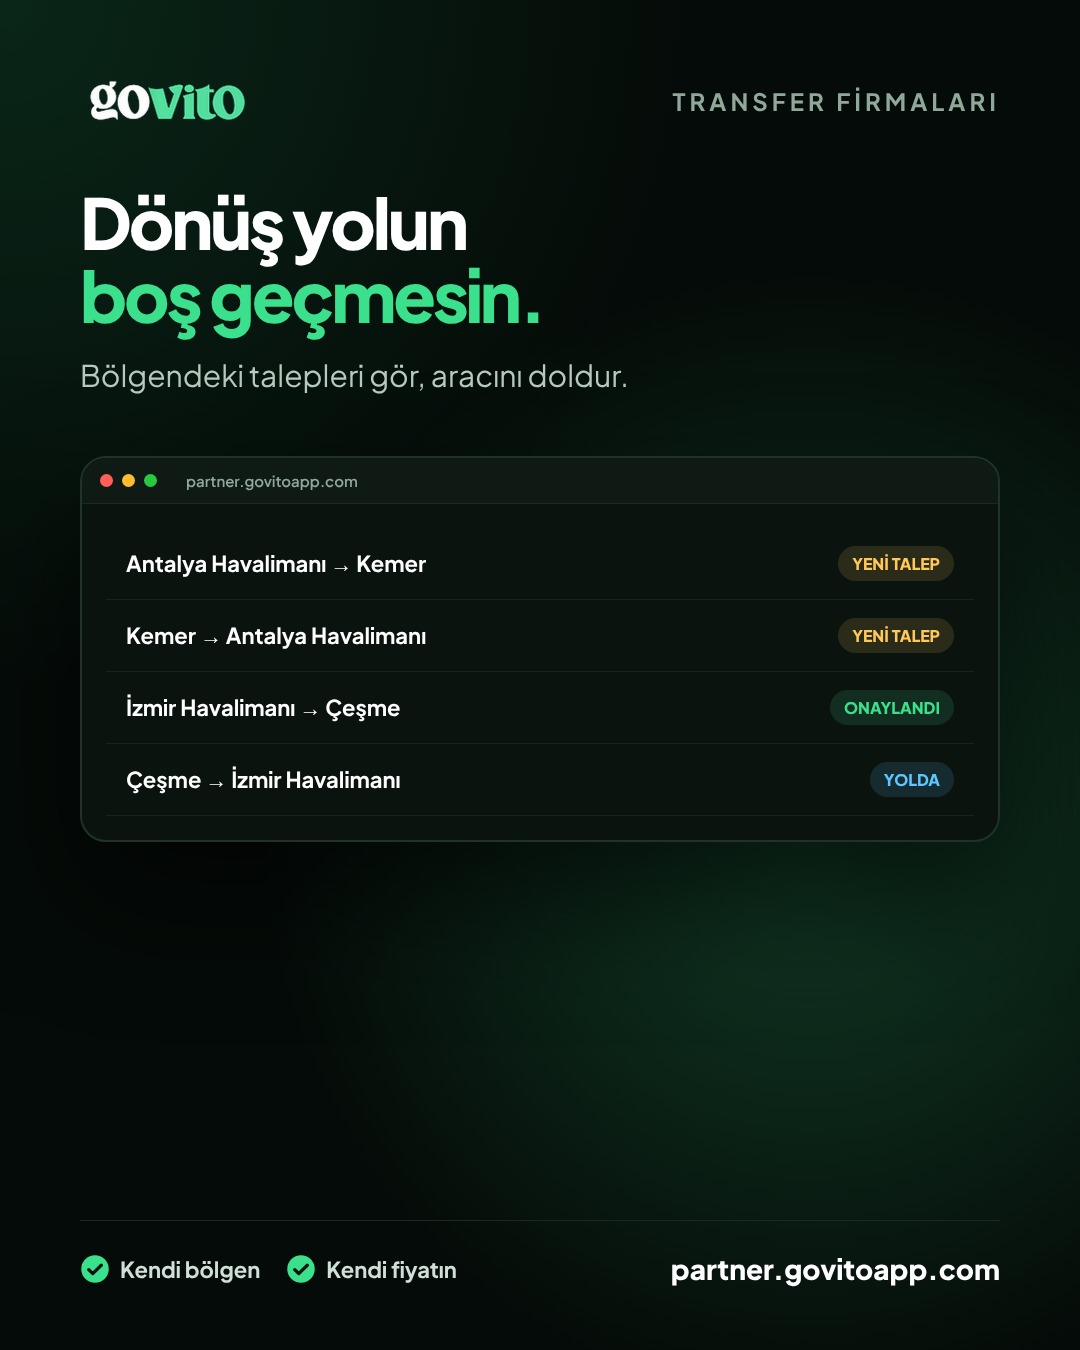 govito
TRANSFER FİRMALARI
Dönüş yolun
boş geçmesin.
Bölgendeki talepleri gör, aracını doldur.
partner.govitoapp.com
Antalya Havalimanı → Kemer
YENİ TALEP
Kemer → Antalya Havalimanı
YENİ TALEP
İzmir Havalimanı → Çeşme
ONAYLANDI
Çeşme → İzmir Havalimanı
YOLDA
Kendi bölgen
Kendi fiyatın
partner.govitoapp.com